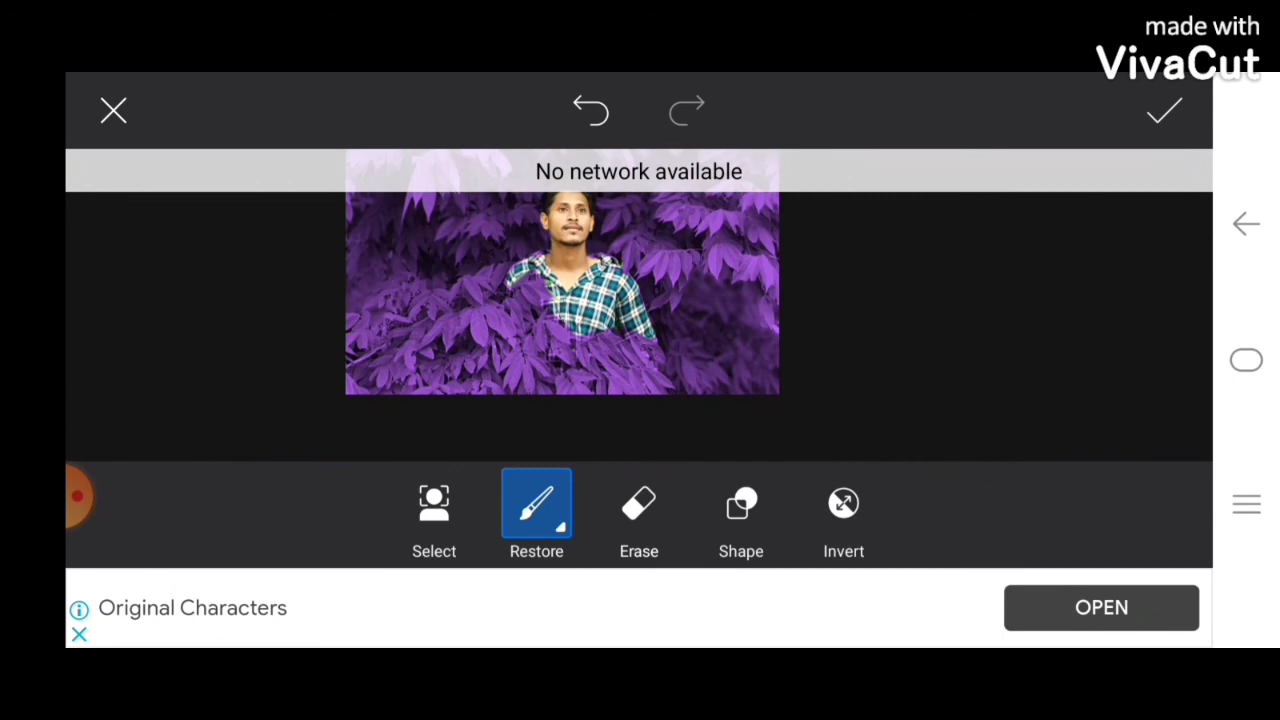 made with
VivaCut
No network available
Select
Restore
Erase
Shape
Invert
Original Characters
OPEN